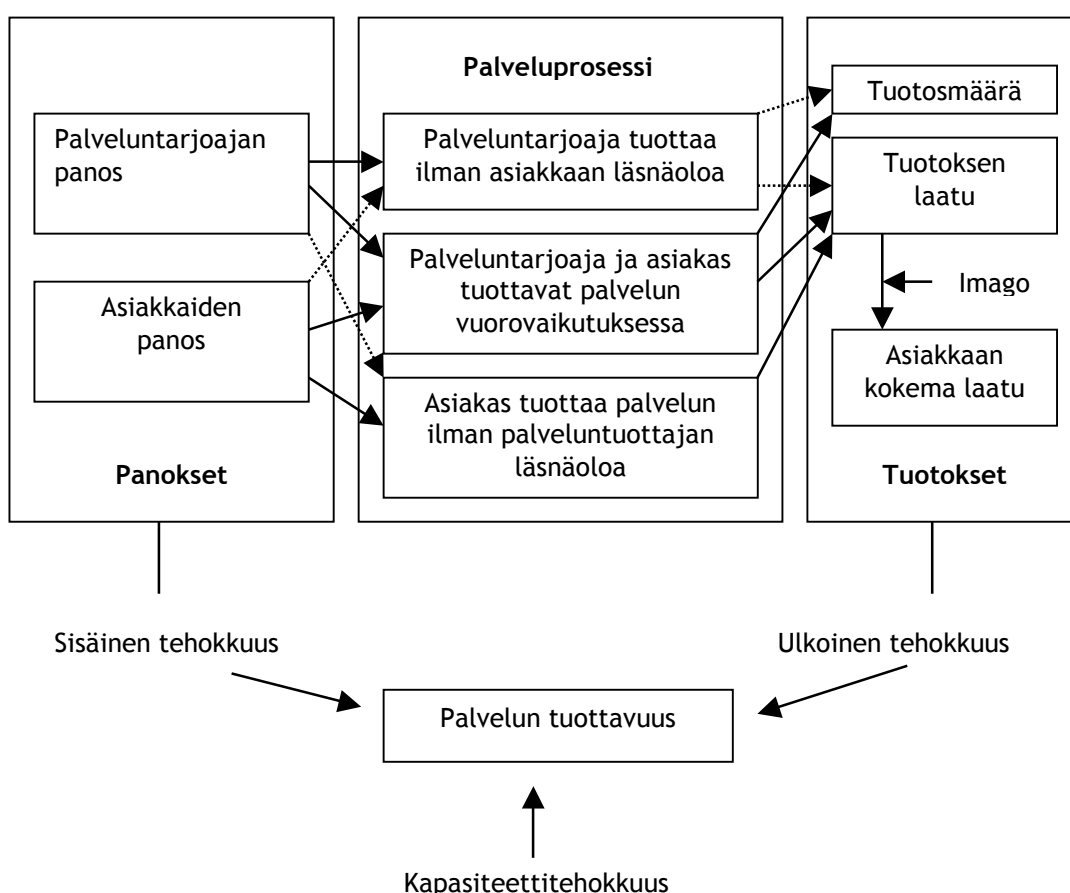 Palveluprosessi
Palveluntarjoajan
panos
Asiakkaiden
panos
Panokset
Palveluntarjoaja tuottaa
ilman asiakkaan läsnäoloa
Palveluntarjoaja ja asiakas
tuottavat palvelun
vuorovaikutuksessa
Asiakas tuottaa palvelun
ilman palveluntuottajan
läsnäoloa
Tuotosmäärä
Tuotoksen
laatu
Imago
Asiakkaan
kokema laatu
Tuotokset
Sisäinen tehokkuus
Ulkoinen tehokkuus
Palvelun tuottavuus
Kapasiteettitehokkuus